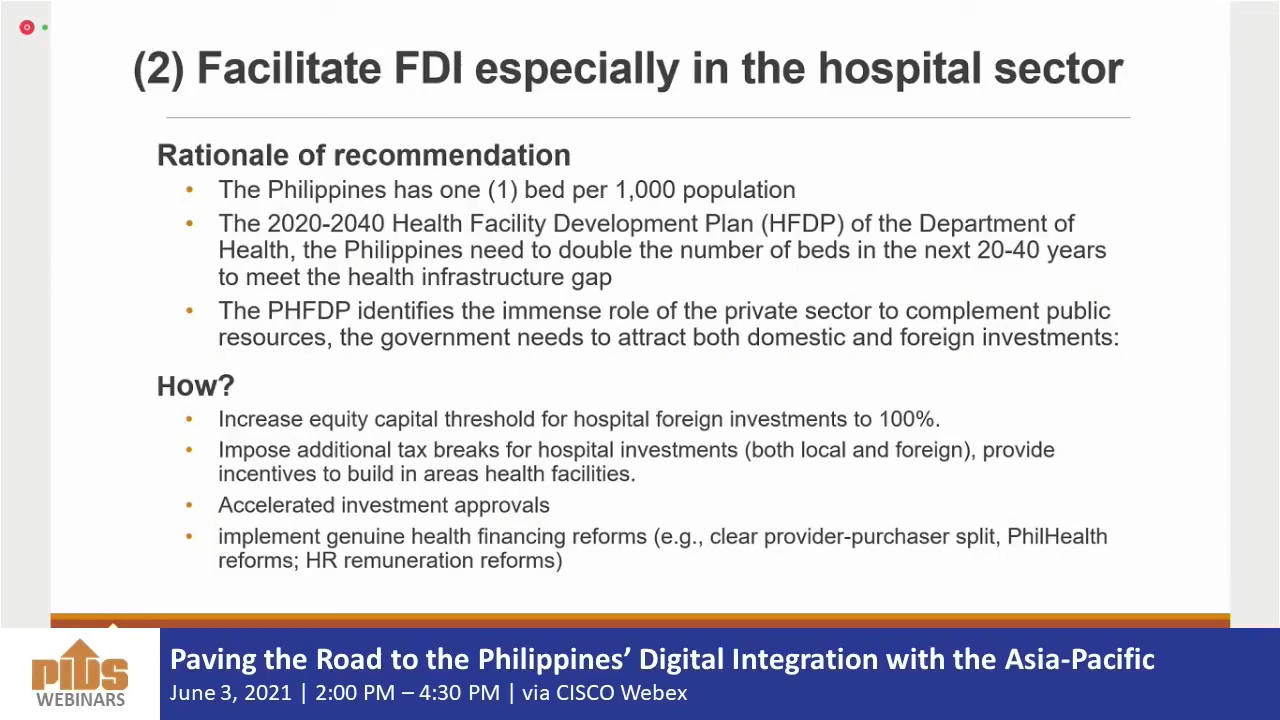 (2) Facilitate FDI especially in the hospital sector
Rationale of recommendation
• The Philippines has one (1) bed per 1,000 population
• The 2020-2040 Health Facility Development Plan (HFDP) of the Department of
Health, the Philippines need to double the number of beds in the next 20-40 years
to meet the health infrastructure gap
• The PHFDP identifies the immense role of the private sector to complement public
resources, the government needs to attract both domestic and foreign investments:
How?
• Increase equity capital threshold for hospital foreign investments to 100%.
• Impose additional tax breaks for hospital investments (both local and foreign), provide
incentives to build in areas health facilities.
• Accelerated investment approvals
• implement genuine health financing reforms (e.g., clear provider-purchaser split, PhilHealth
reforms; HR remuneration reforms)
PIDS
WEBINARS
Paving the Road to the Philippines’ Digital Integration with the Asia-Pacific
June 3, 2021 | 2:00 PM – 4:30 PM | via CISCO Webex